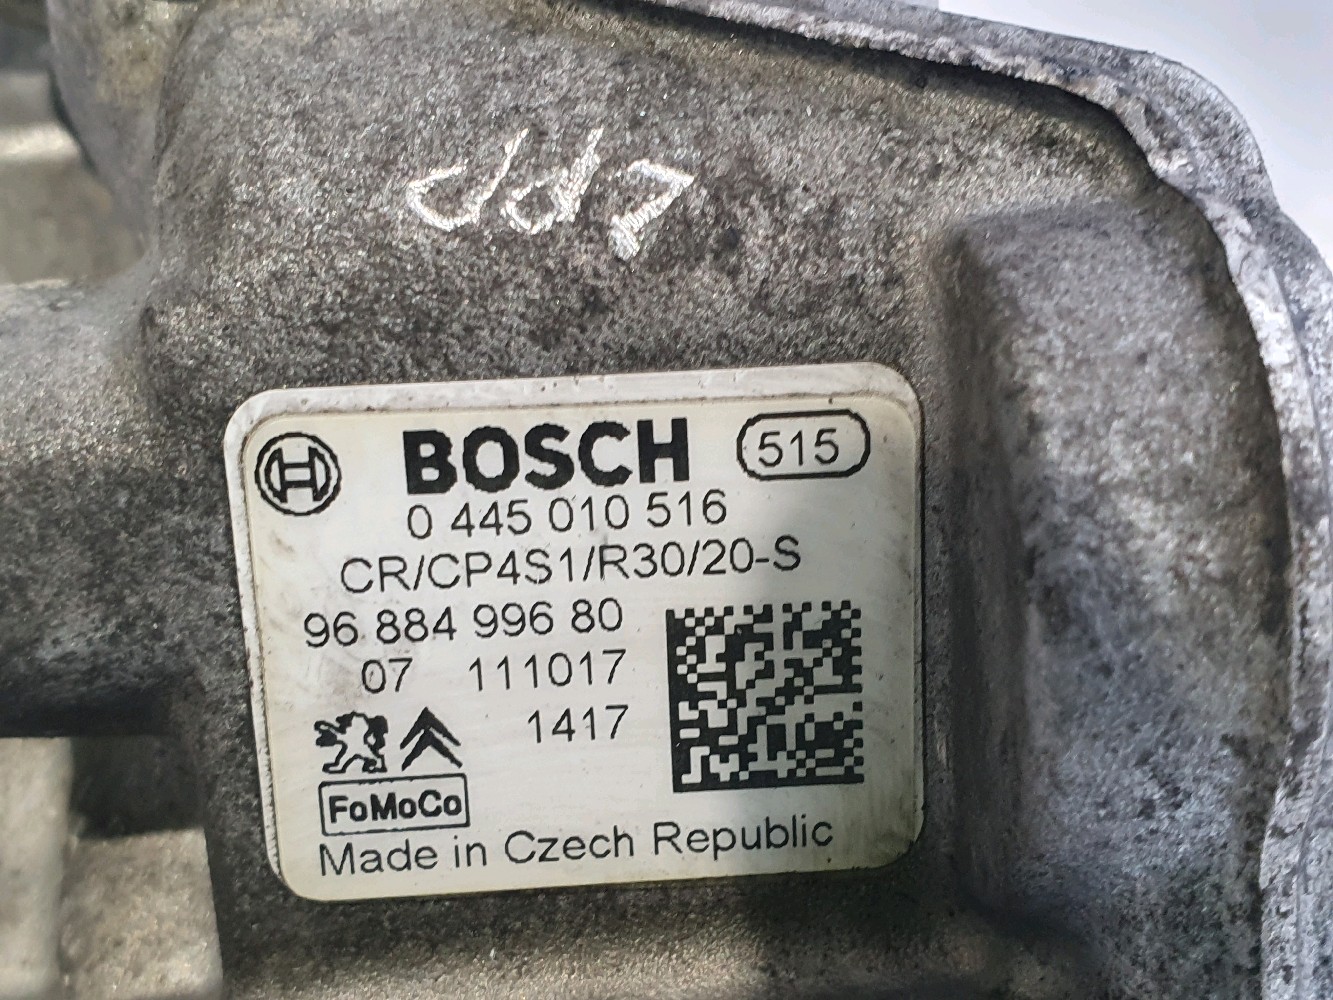 BOSCH 515
0 445 010 516
CR/CP4S1/R30/20-S
96 884 996 80
07 111017
1417
FoMoCo
Made in Czech Republic